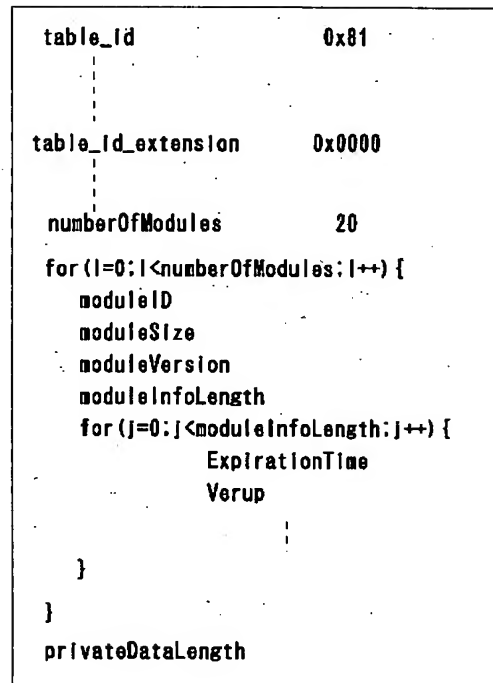 table_id 0x81
table_id_extension 0x0000
numberOfModules 20
for(i=0;i<numberOfModules;i++){
moduleID
moduleSize
moduleVersion
moduleInfoLength
for(j=0;j<moduleInfoLength;j++){
ExpirationTime
Verup
}
}
privateDataLength